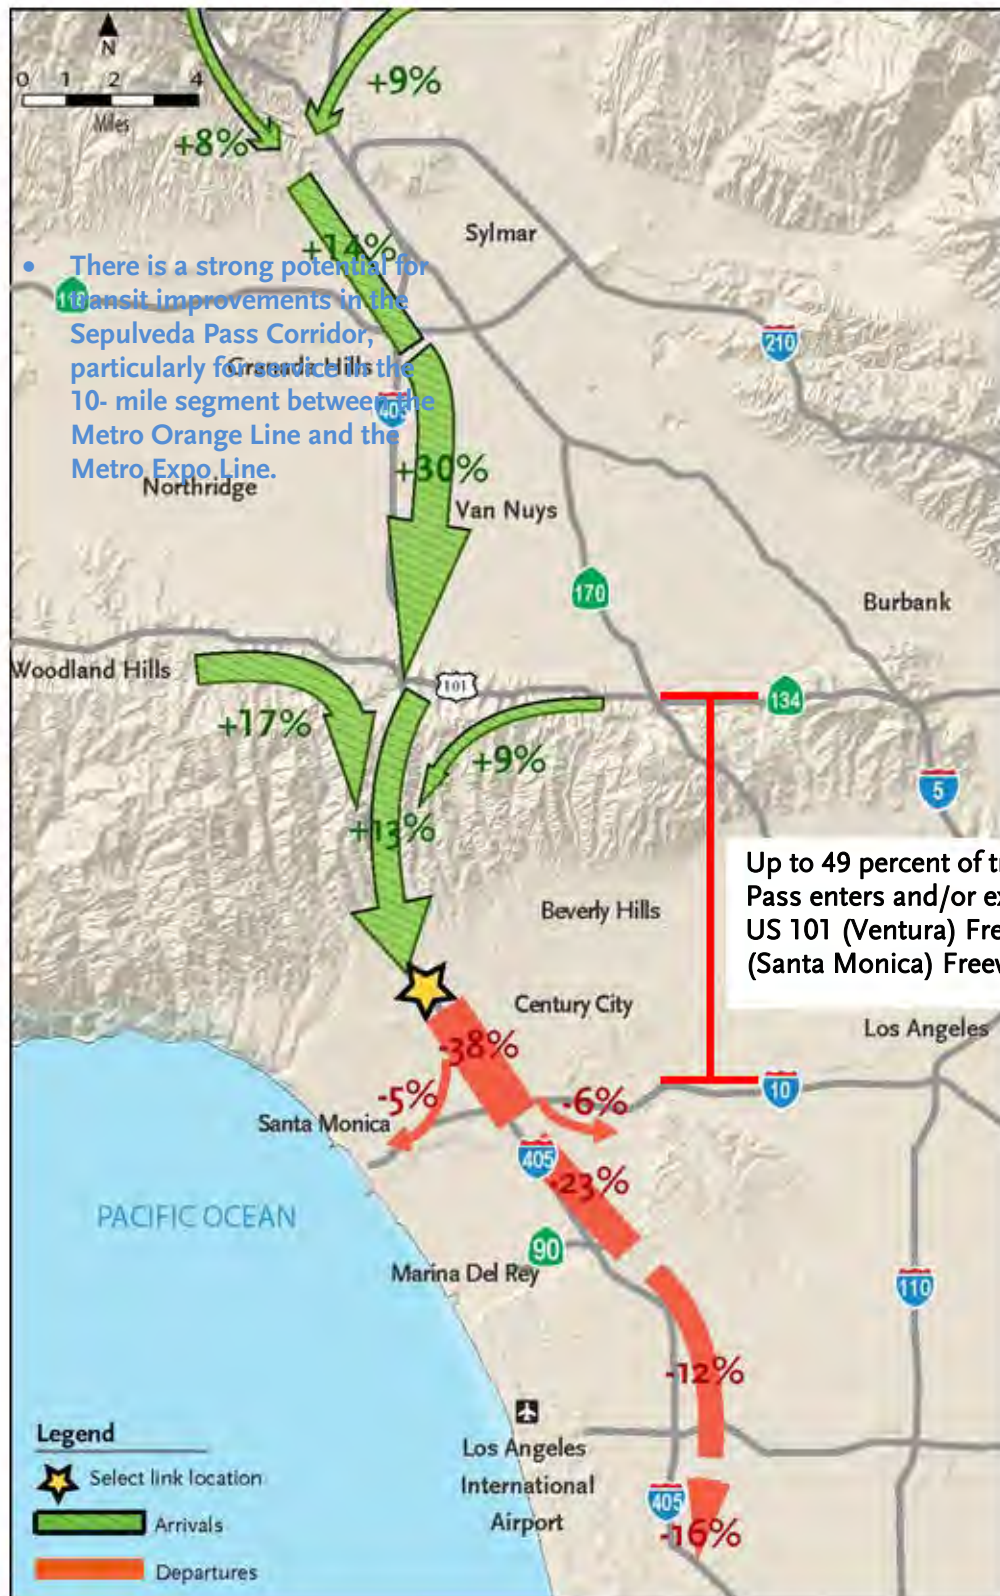 N
0 1 2 4
Miles
+9%
+8%
Sylmar
+14%
• There is a strong potential for
transit improvements in the
Sepulveda Pass Corridor,
particularly for service in the
10- mile segment between the
Metro Orange Line and the
Metro Expo Line.
118
210
Granada Hills
405
+30%
Northridge
Van Nuys
170
Burbank
Woodland Hills
101
134
+17%
+9%
5
+13%
Up to 49 percent of
Pass enters and/or
US 101 (Ventura)
(Santa Monica)
Beverly Hills
Century City
Los Angeles
-38%
-5%
-6%
10
Santa Monica
405
-23%
PACIFIC OCEAN
90
Marina Del Rey
110
-12%
Los Angeles
International
Airport
405
-16%
Legend
Select link location
Arrivals
Departures